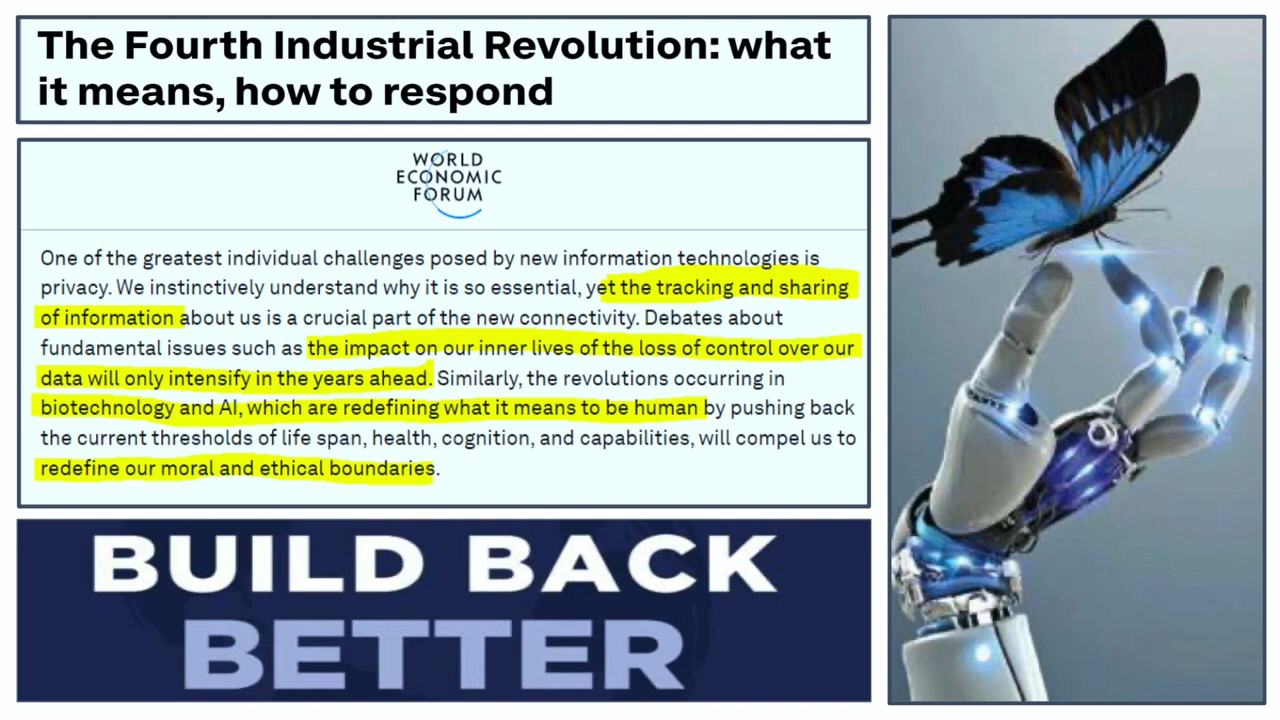 The Fourth Industrial Revolution: what
it means, how to respond
WORLD
ECONOMIC
FORUM
One of the greatest individual challenges posed by new information technologies is
privacy. We instinctively understand why it is so essential, yet the tracking and sharing
of information about us is a crucial part of the new connectivity. Debates about
fundamental issues such as the impact on our inner lives of the loss of control over our
data will only intensify in the years ahead. Similarly, the revolutions occurring in
biotechnology and AI, which are redefining what it means to be human by pushing back
the current thresholds of life span, health, cognition, and capabilities, will compel us to
redefine our moral and ethical boundaries.
BUILD BACK
BETTER